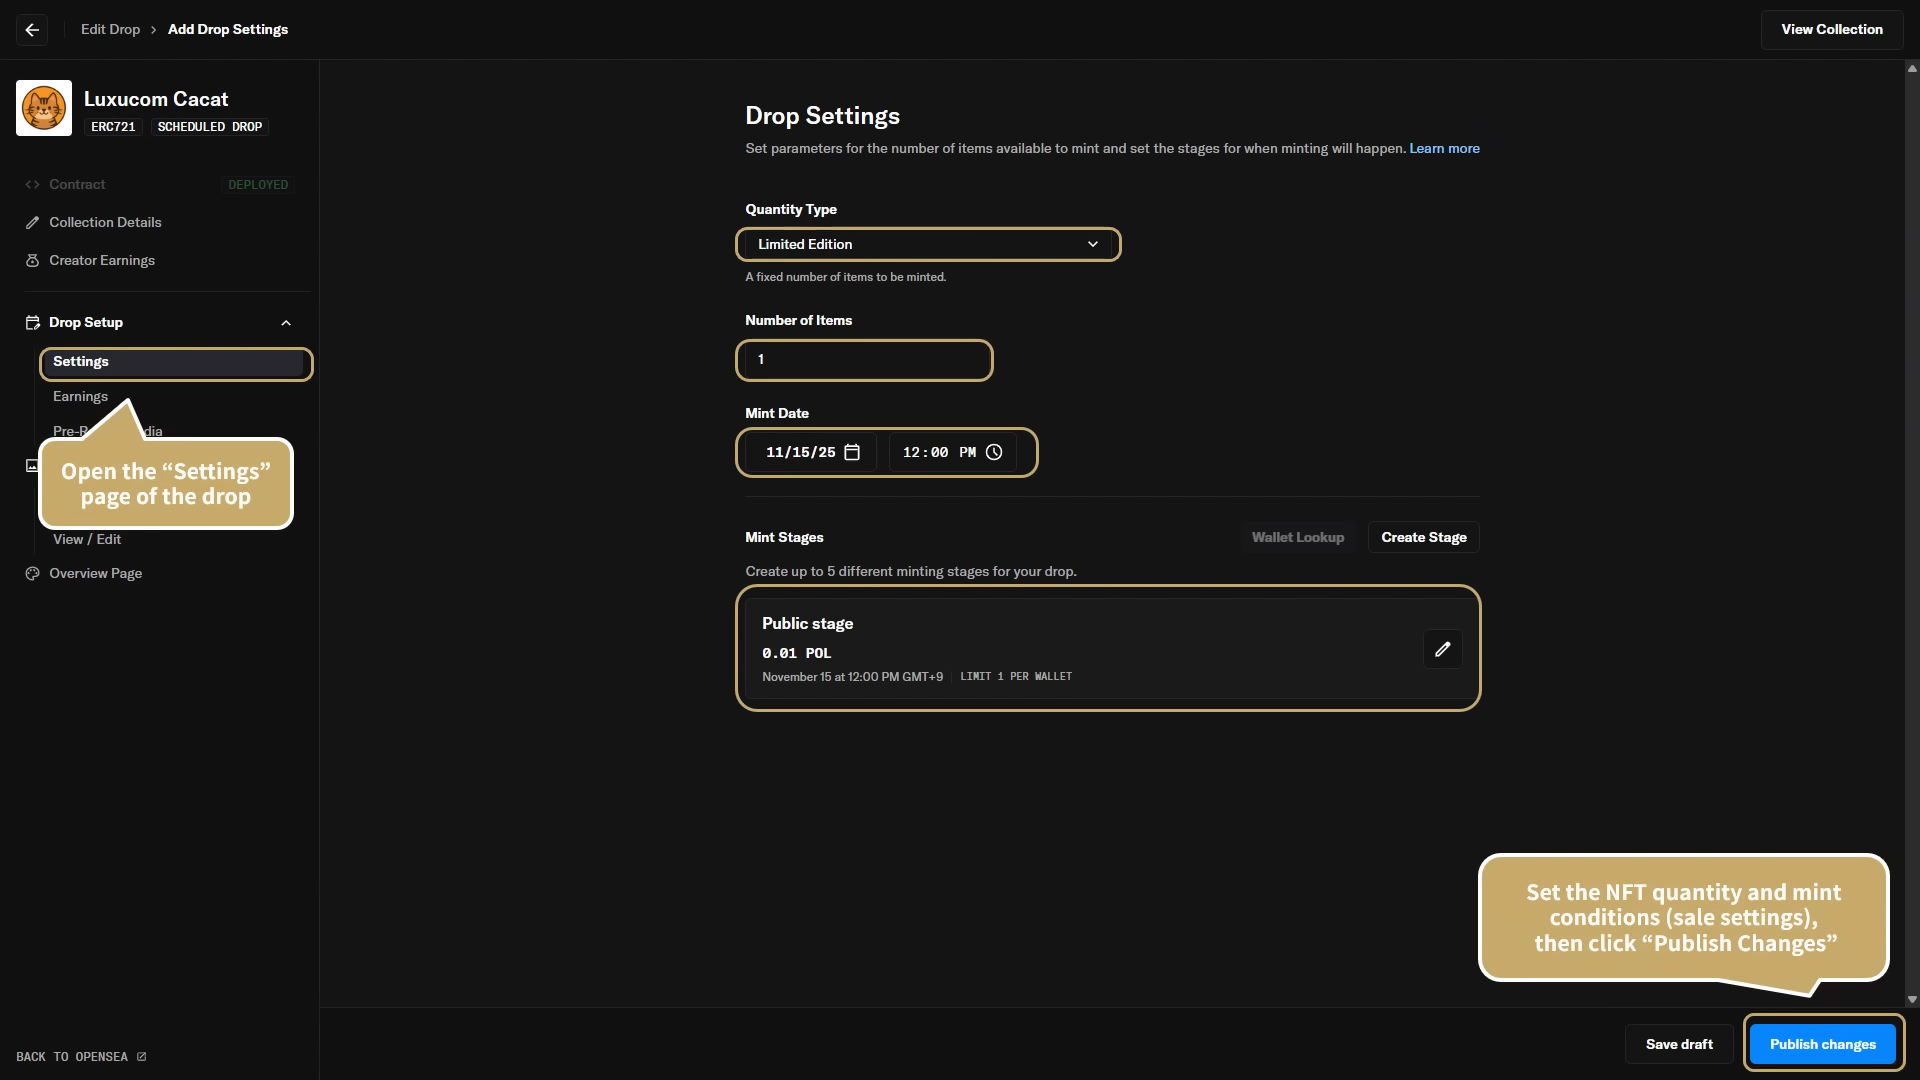 Edit Drop > Add Drop Settings
View Collection
Luxucom Cacat
ERC721 SCHEDULED DROP
Contract DEPLOYED
Collection Details
Creator Earnings
Drop Setup
Settings
Earnings
Open the “Settings”
page of the drop
View / Edit
Overview Page
BACK TO OPENSEA
Drop Settings
Set parameters for the number of items available to mint and set the stages for when minting will happen. Learn more
Quantity Type
Limited Edition
A fixed number of items to be minted.
Number of Items
1
Mint Date
11/15/25 12:00 PM
Mint Stages
Wallet Lookup Create Stage
Create up to 5 different minting stages for your drop.
Public stage
0.01 POL
November 15 at 12:00 PM GMT+9 LIMIT 1 PER WALLET
Set the NFT quantity and mint
conditions (sale settings),
then click “Publish Changes”
Save draft Publish changes